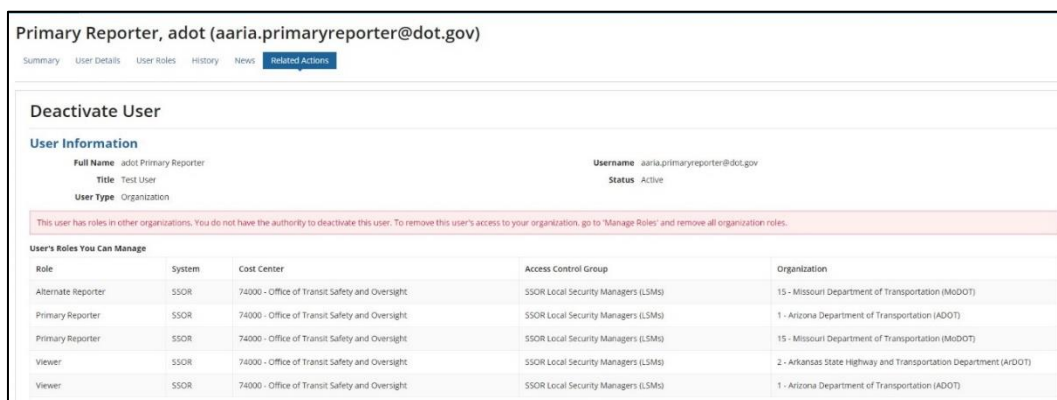 Primary Reporter, adot (aaria.primaryreporter@dot.gov)
Summary User Details User Roles History News Related Actions
Deactivate User
User Information
Full Name adot Primary Reporter Username aaria.primaryreporter@dot.gov
Title Test User Status Active
User Type Organization
This user has roles in other organizations. You do not have the authority to deactivate this user. To remove this user's access to your organization, go to 'Manage Roles' and remove all organization roles.
User's Roles You Can Manage
Role System Cost Center Access Control Group Organization
Alternate Reporter SSOR 74000 - Office of Transit Safety and Oversight SSOR Local Security Managers (LSMs) 15 - Missouri Department of Transportation (MoDOT)
Primary Reporter SSOR 74000 - Office of Transit Safety and Oversight SSOR Local Security Managers (LSMs) 1 - Arizona Department of Transportation (ADOT)
Primary Reporter SSOR 74000 - Office of Transit Safety and Oversight SSOR Local Security Managers (LSMs) 15 - Missouri Department of Transportation (MoDOT)
Viewer SSOR 74000 - Office of Transit Safety and Oversight SSOR Local Security Managers (LSMs) 2 - Arkansas State Highway and Transportation Department (ArDOT)
Viewer SSOR 74000 - Office of Transit Safety and Oversight SSOR Local Security Managers (LSMs) 1 - Arizona Department of Transportation (ADOT)